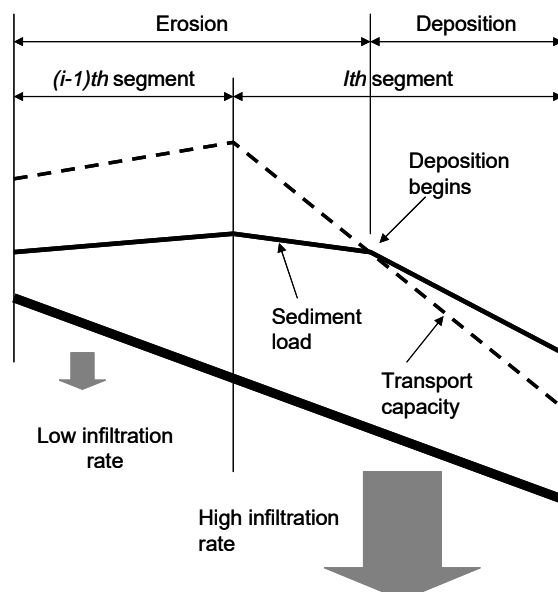 Erosion
Deposition
(i-1)th segment
Ith segment
Deposition
begins
Sediment
load
Transport
capacity
Low infiltration
rate
High infiltration
rate